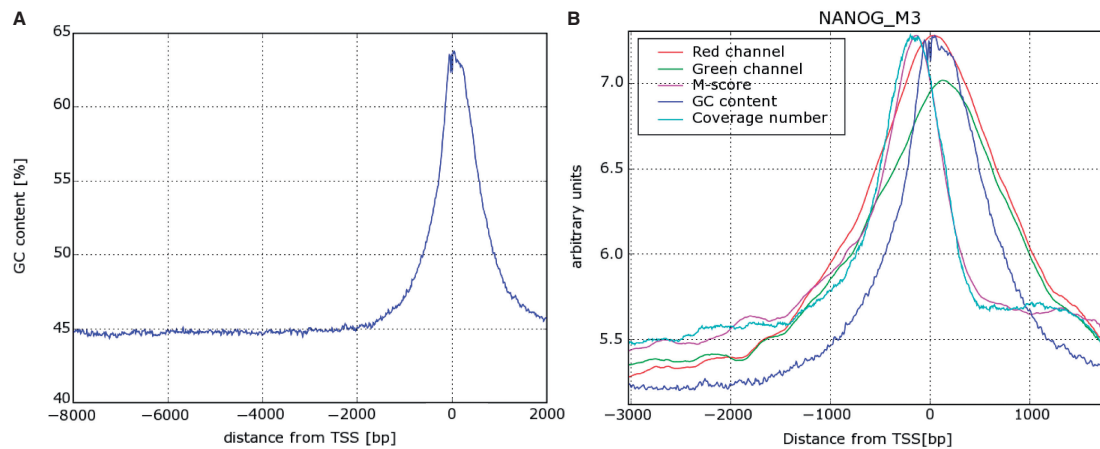 A
65
60
55
50
45
40
GC content [%]
−8000 −6000 −4000 −2000 0 2000
distance from TSS [bp]
B
NANOG_M3
Red channel
Green channel
M-score
GC content
Coverage number
7.0
6.5
6.0
5.5
arbitrary units
−3000 −2000 −1000 0 1000
Distance from TSS[bp]